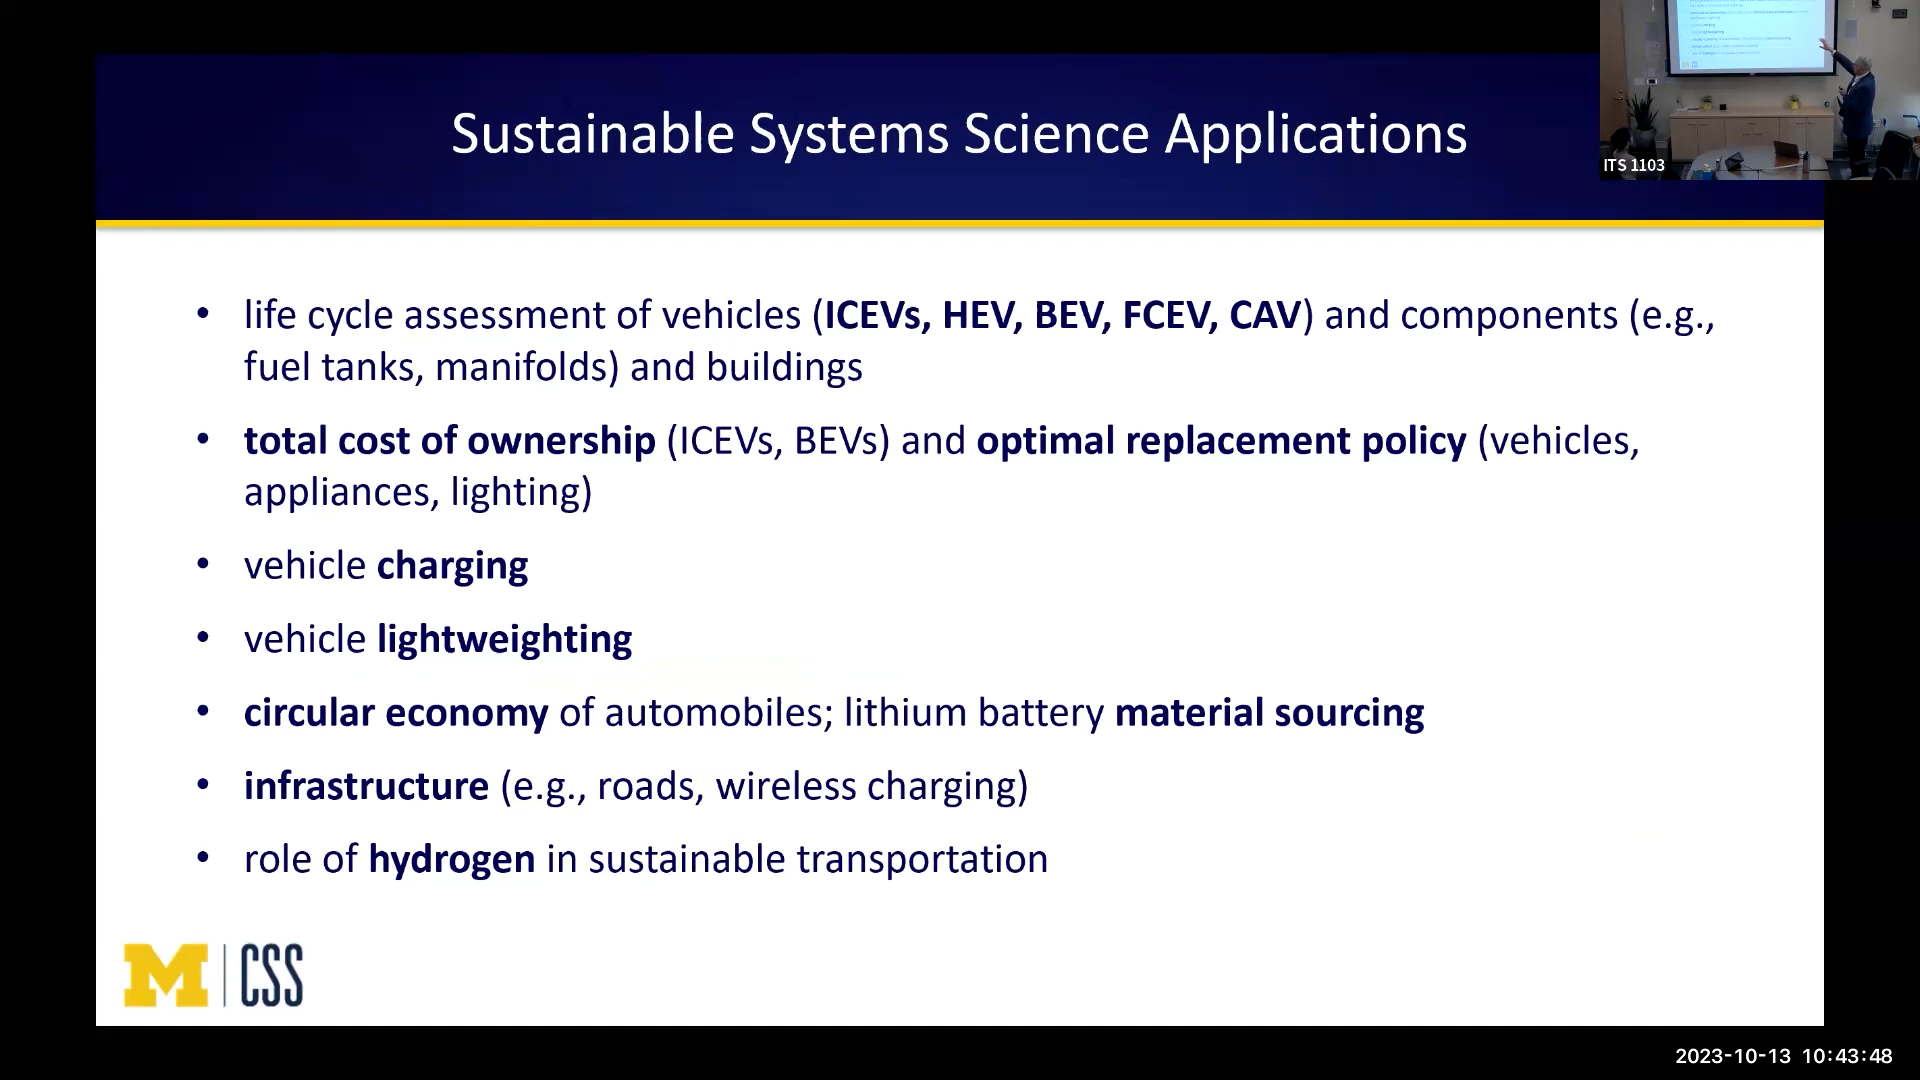 Sustainable Systems Science Applications
ITS 1103
• life cycle assessment of vehicles (ICEVs, HEV, BEV, FCEV, CAV) and components (e.g.,
fuel tanks, manifolds) and buildings
• total cost of ownership (ICEVs, BEVs) and optimal replacement policy (vehicles,
appliances, lighting)
• vehicle charging
• vehicle lightweighting
• circular economy of automobiles; lithium battery material sourcing
• infrastructure (e.g., roads, wireless charging)
• role of hydrogen in sustainable transportation
M | CSS
2023-10-13 10:43:48